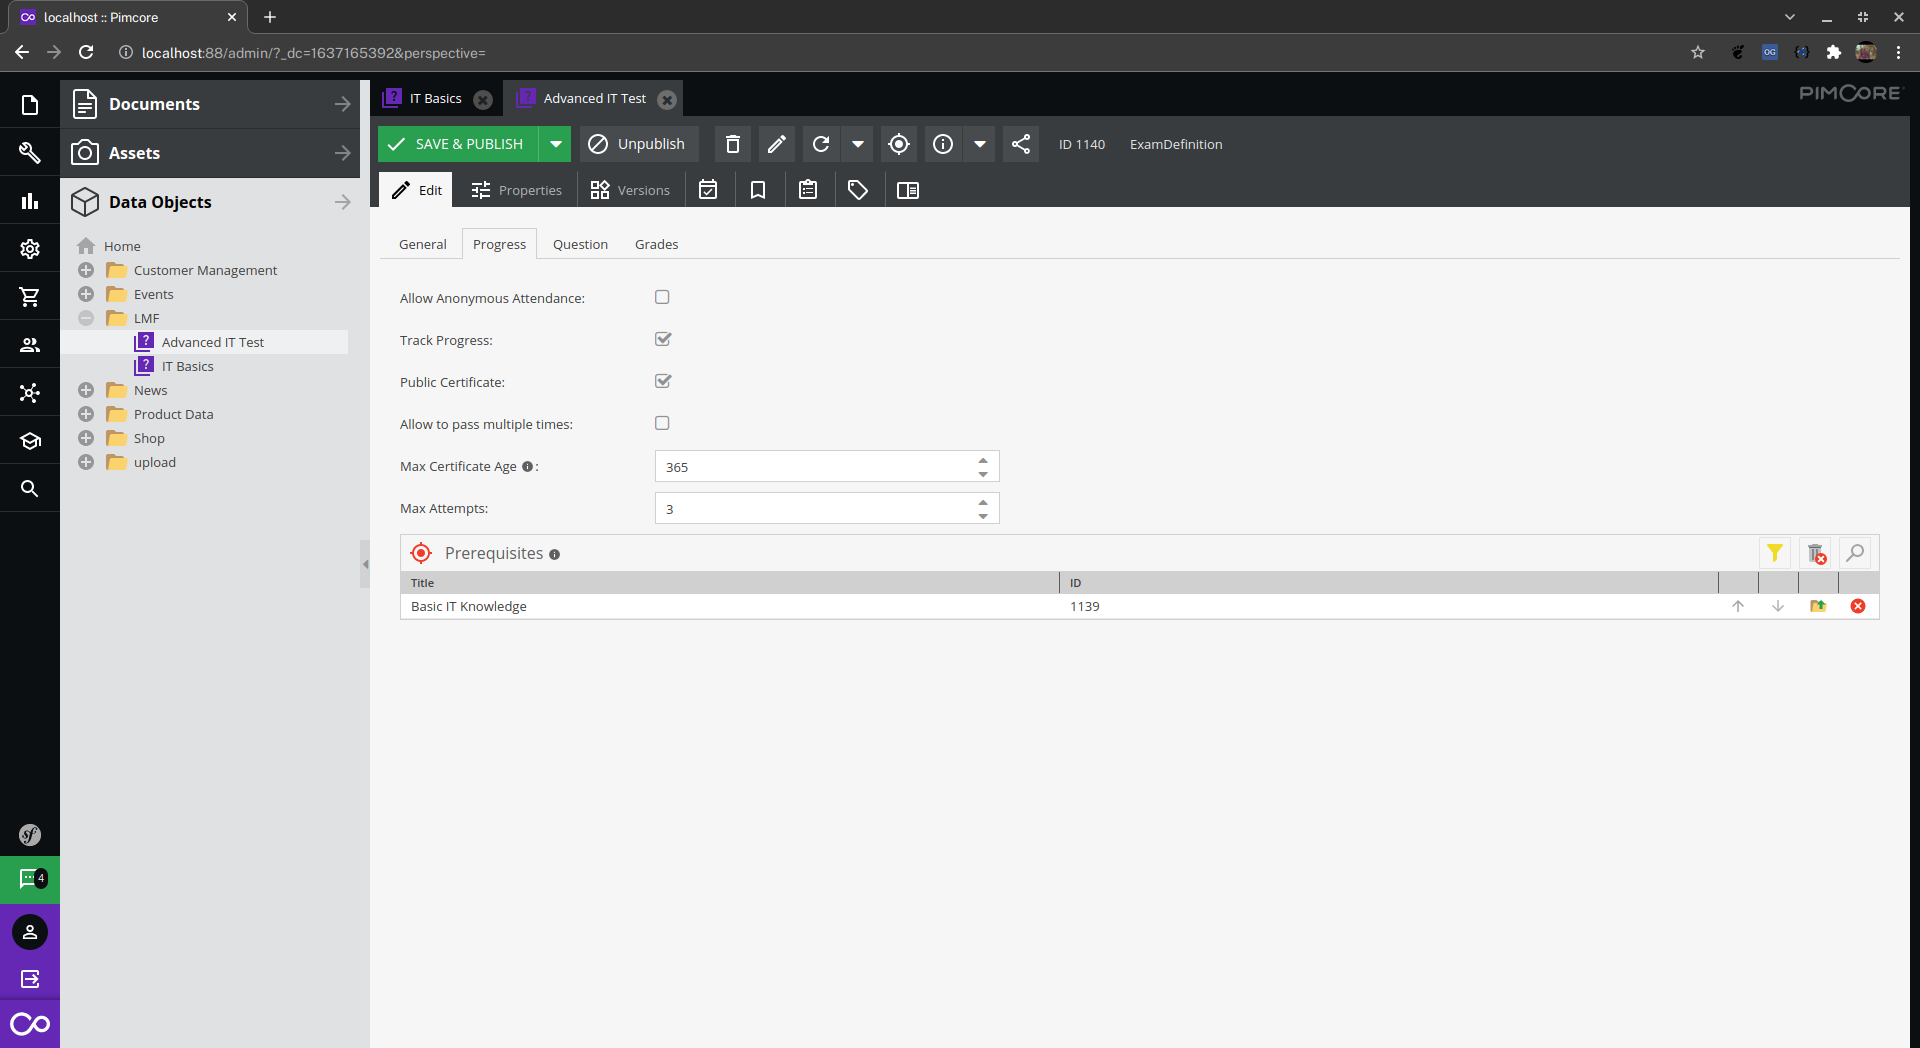 localhost :: Pimcore
localhost:88/admin/?_dc=1637165392&perspective=
OG
Documents
Assets
Data Objects
Home
Customer Management
Events
LMF
Advanced IT Test
IT Basics
News
Product Data
Shop
upload
sf
4
IT Basics
Advanced IT Test
PIMCORE
SAVE & PUBLISH
Unpublish
ID 1140
ExamDefinition
Edit
Properties
Versions
General
Progress
Question
Grades
Allow Anonymous Attendance:
Track Progress:
Public Certificate:
Allow to pass multiple times:
Max Certificate Age :
365
Max Attempts:
3
Prerequisites
Title
ID
Basic IT Knowledge
1139